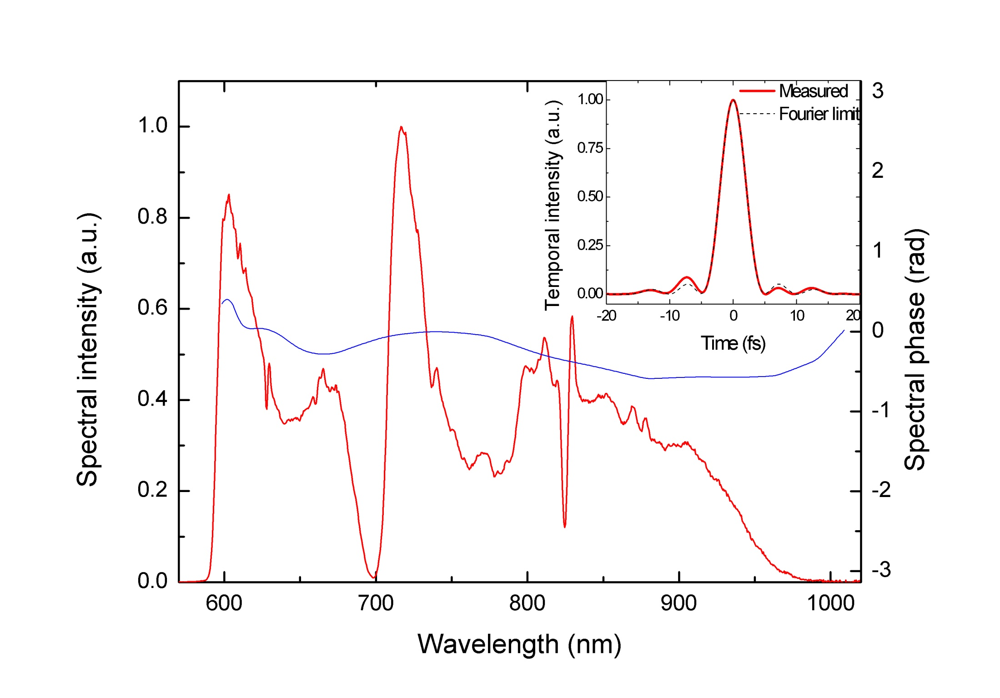 Spectral intensity (a.u.)
1.0
0.8
0.6
0.4
0.2
0.0
600 700 800 900 1000
Wavelength (nm)
3
2
1
0
-1
-2
-3
Spectral phase (rad)
Measured
Fourier limit
Temporal intensity (a.u.)
1.00
0.75
0.50
0.25
0.00
-20 -10 0 10 20
Time (fs)